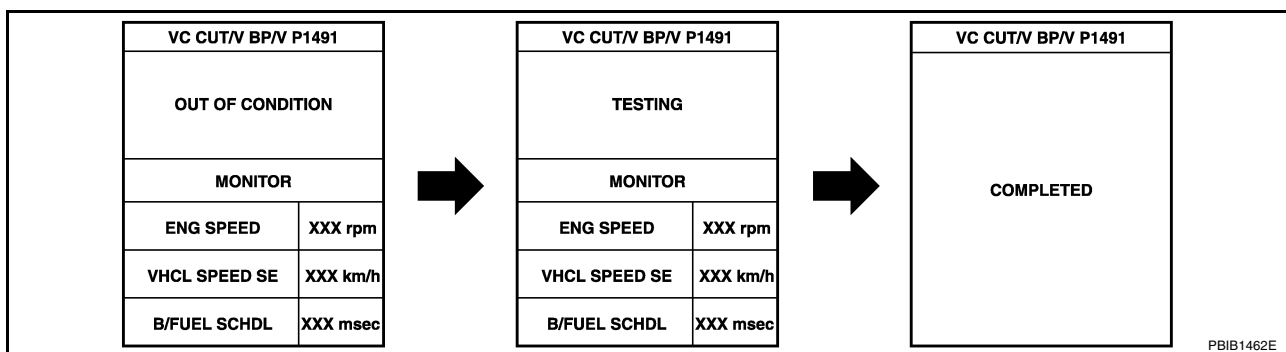 VC CUT/V BP/V P1491
OUT OF CONDITION
MONITOR
ENG SPEED XXX rpm
VHCL SPEED SE XXX km/h
B/FUEL SCHDL XXX msec
VC CUT/V BP/V P1491
TESTING
MONITOR
ENG SPEED XXX rpm
VHCL SPEED SE XXX km/h
B/FUEL SCHDL XXX msec
VC CUT/V BP/V P1491
COMPLETED
PBIB1462E